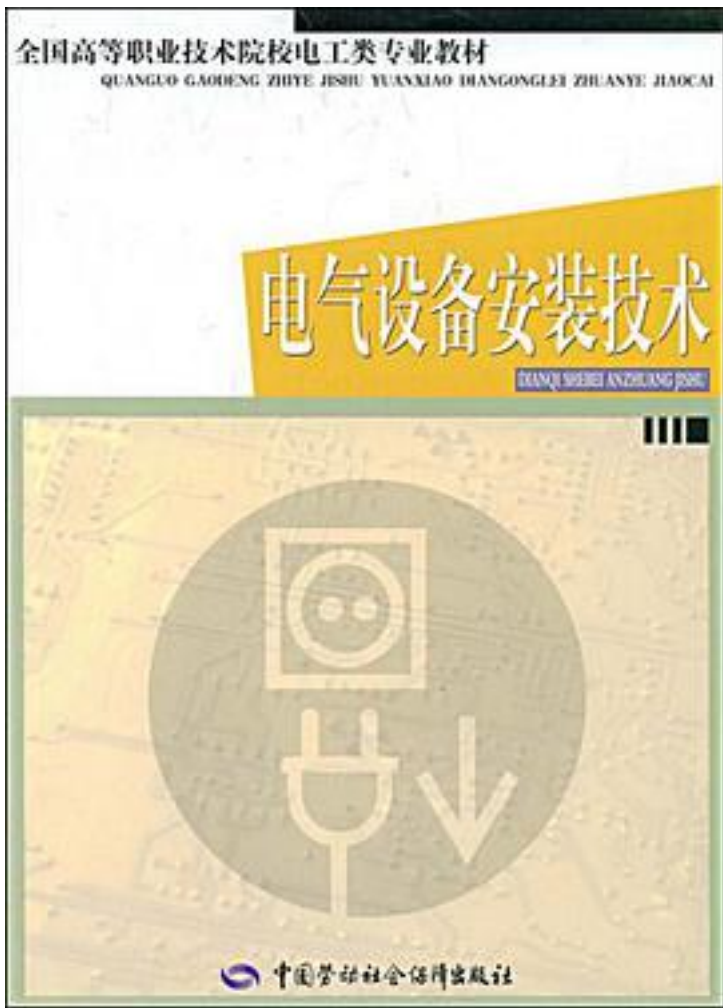 全国高等职业技术院校电工类专业教材
QUANGUO GAODENG ZHIYE JISHU YUANXIAO DIANGONGLEI ZHUANYE JIAOCAI
电气设备安装技术
DIANQI SHEBEI ANZHUANG JISHU
中国劳动社会保障出版社